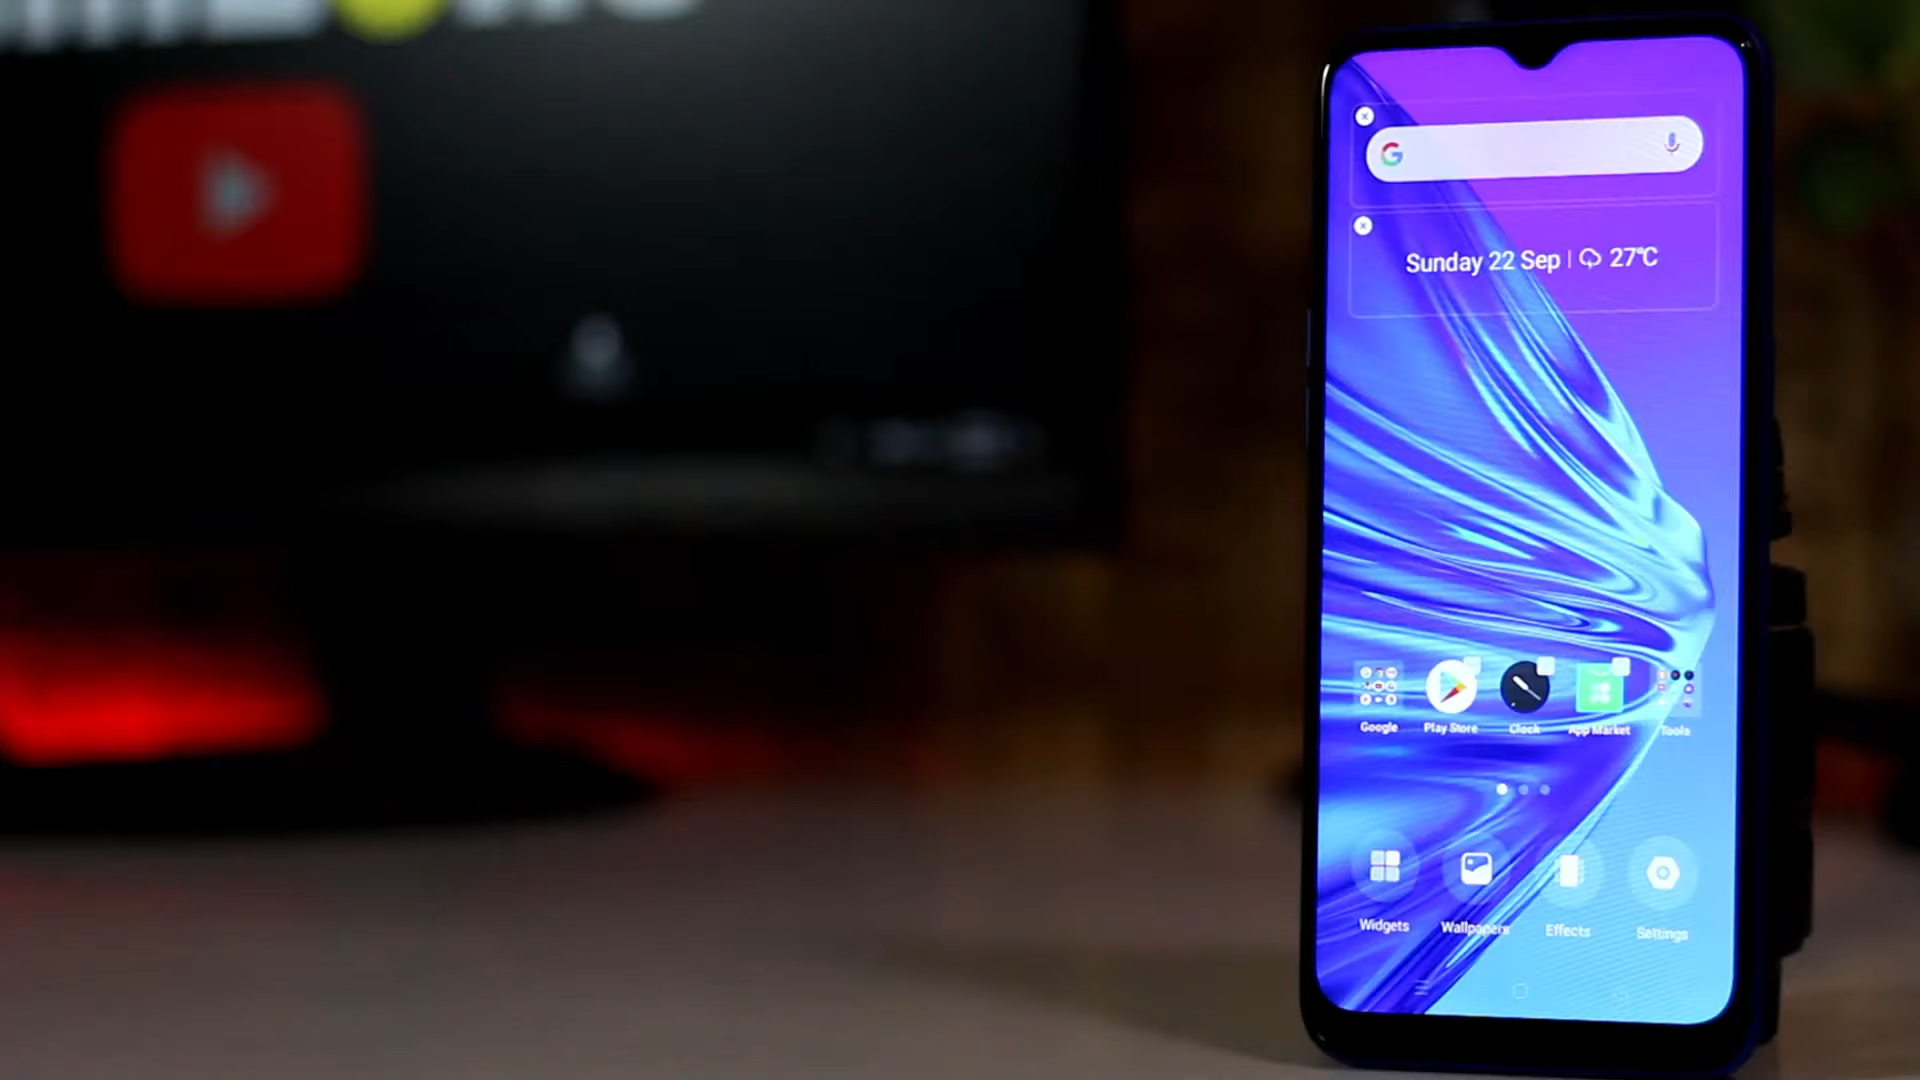 G
Sunday 22 Sep | 27°C
Google Play Store Clock App Market Tools
Widgets Wallpapers Effects Settings